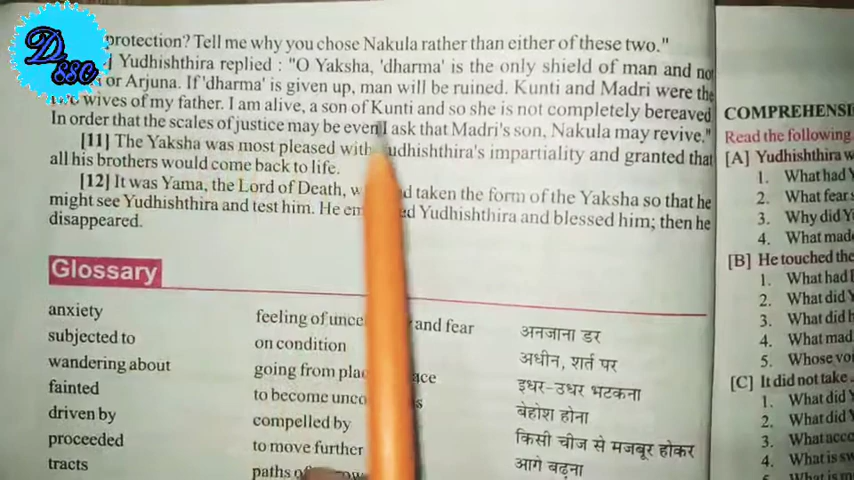 D
SSC
protection? Tell me why you chose Nakula rather than either of these two."
] Yudhishthira replied : "O Yaksha, 'dharma' is the only shield of man and not
or Arjuna. If 'dharma' is given up, man will be ruined. Kunti and Madri were the
wives of my father. I am alive, a son of Kunti and so she is not completely bereaved
In order that the scales of justice may be even I ask that Madri's son, Nakula may revive."
[11] The Yaksha was most pleased with Yudhishthira's impartiality and granted that
all his brothers would come back to life.
[12] It was Yama, the Lord of Death, taken the form of the Yaksha so that he
might see Yudhishthira and test him. He Yudhishthira and blessed him; then he
disappeared.
Glossary
anxiety feeling of and fear अनजाना डर
subjected to on condition अधीन, शर्त पर
wandering about going from इधर-उधर भटकना
fainted to become बेहोश होना
driven by compelled by किसी चीज से मजबूर होकर
proceeded to move further आगे बढ़ना
tracts paths
COMPREHENSI
Read the following
[A] Yudhishthira w
1. What had Y
2. What fear
3. Why did Y
4. What made
[B] He touched the
1. What had
2. What did Y
3. What did
4. What mad
5. Whose voi
[C] It did not take
1. What did Y
2. What did Y
3. What acco
4. What is sw
5. What is m